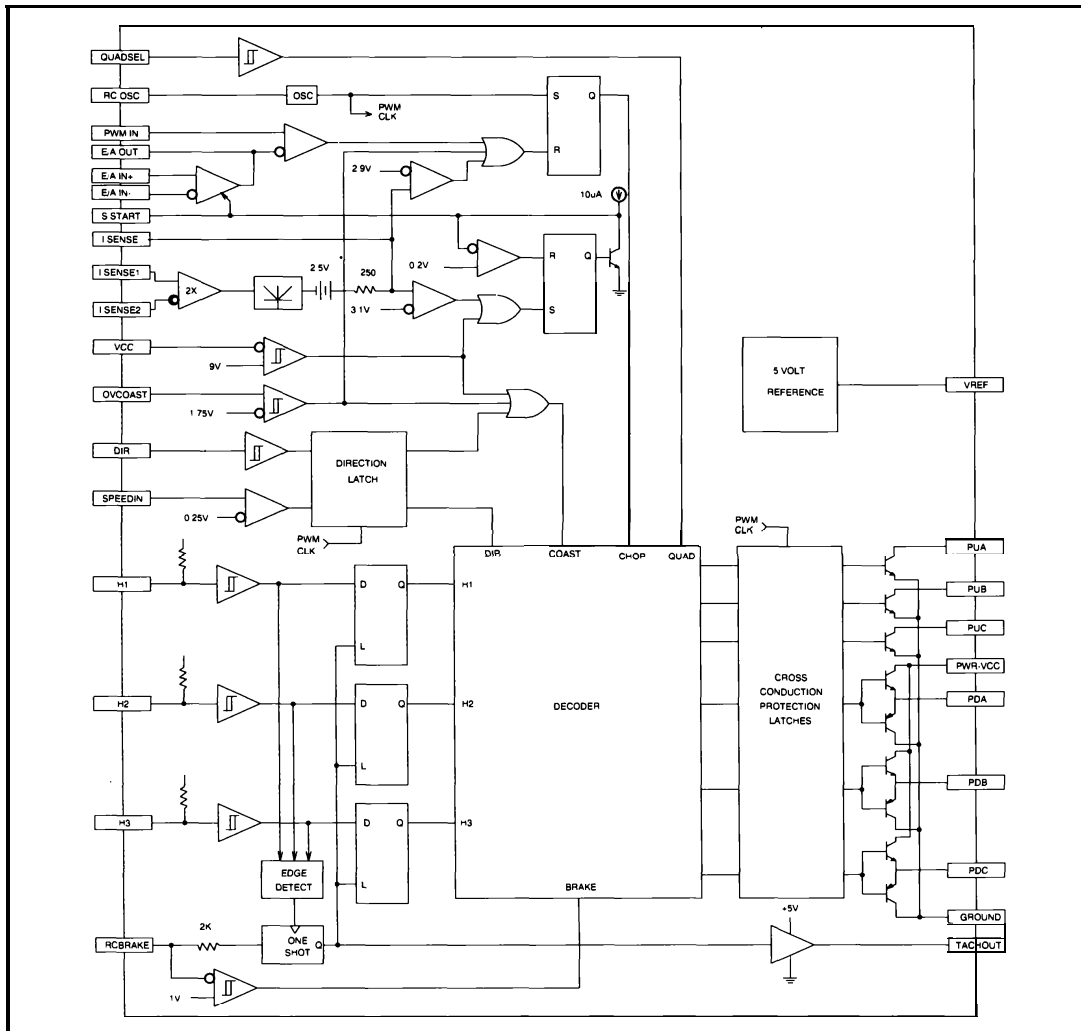 QUADSEL
RC OSC
OSC
S Q
PWM
CLK
PWM IN
E/A OUT
R
2 9V
E/A IN+
E/A IN-
10uA
S START
I SENSE
R Q
0 2V
2 5V
250
I SENSE1
2X
3 1V
S
I SENSE2
VCC
9V
5 VOLT
REFERENCE
VREF
OVCOAST
1 75V
DIR
DIRECTION
LATCH
SPEEDIN
0 25V
PWM
CLK
PWM
CLK
DIR COAST CHOP QUAD
PUA
H1
D Q
H1
PUB
L
PUC
PWR-VCC
CROSS
CONDUCTION
PROTECTION
LATCHES
H2
D Q
H2
DECODER
PDA
L
PDB
H3
D Q
H3
EDGE
DETECT
L
BRAKE
PDC
+5V
GROUND
RCBRAKE
2K
ONE
SHOT
Q
TACHOUT
1V